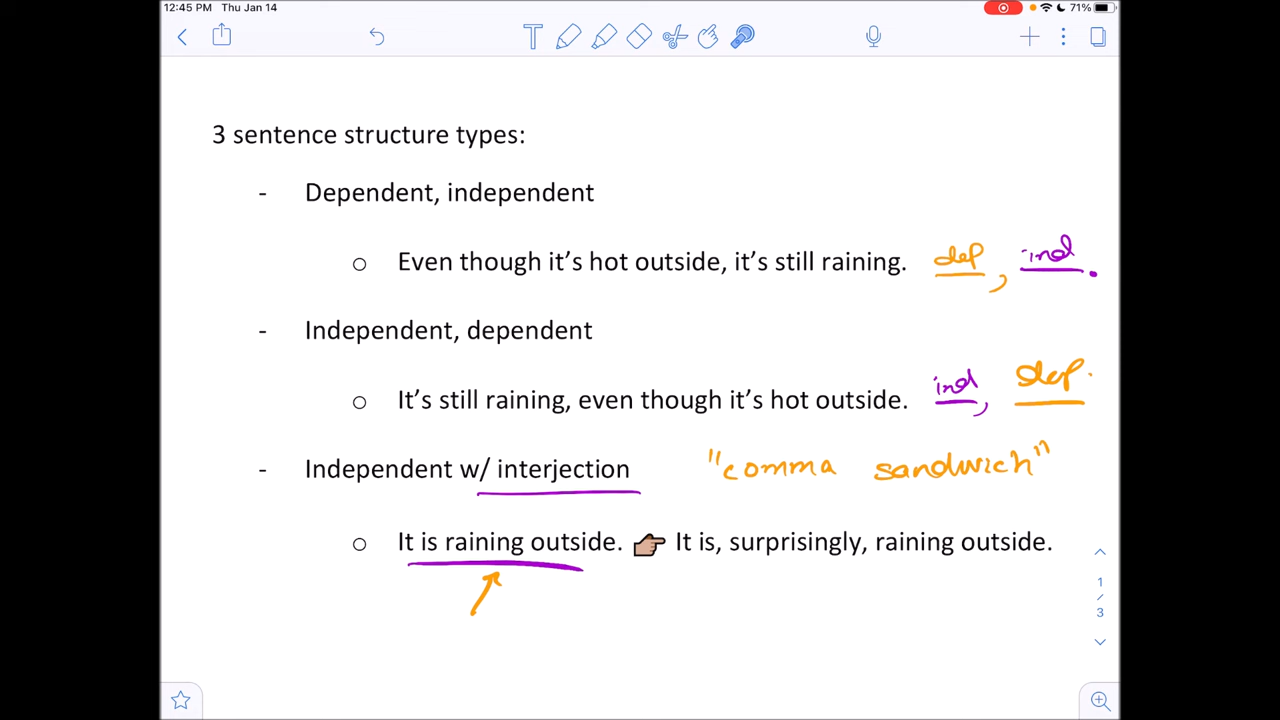 12:45 PM Thu Jan 14 71%
T
3 sentence structure types:
- Dependent, independent
o Even though it's hot outside, it's still raining. dep, ind.
- Independent, dependent
o It's still raining, even though it's hot outside. ind, dep.
- Independent w/ interjection "comma sandwich"
o It is raining outside. It is, surprisingly, raining outside.
1
/
3